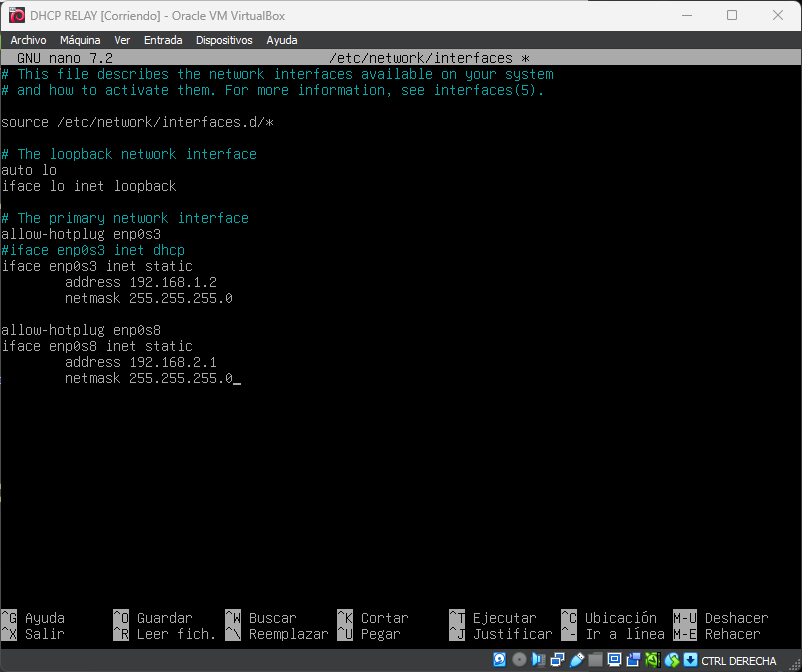 DHCP RELAY [Corriendo] - Oracle VM VirtualBox
Archivo Máquina Ver Entrada Dispositivos Ayuda
GNU nano 7.2 /etc/network/interfaces *
# This file describes the network interfaces available on your system
# and how to activate them. For more information, see interfaces(5).
source /etc/network/interfaces.d/*
# The loopback network interface
auto lo
iface lo inet loopback
# The primary network interface
allow-hotplug enp0s3
#iface enp0s3 inet dhcp
iface enp0s3 inet static
address 192.168.1.2
netmask 255.255.255.0
allow-hotplug enp0s8
iface enp0s8 inet static
address 192.168.2.1
netmask 255.255.255.0_
^G Ayuda ^O Guardar ^W Buscar ^K Cortar ^T Ejecutar ^C Ubicación M-U Deshacer
^X Salir ^R Leer fich. ^\ Reemplazar ^U Pegar ^J Justificar ^- Ir a línea M-E Rehacer
CTRL DERECHA